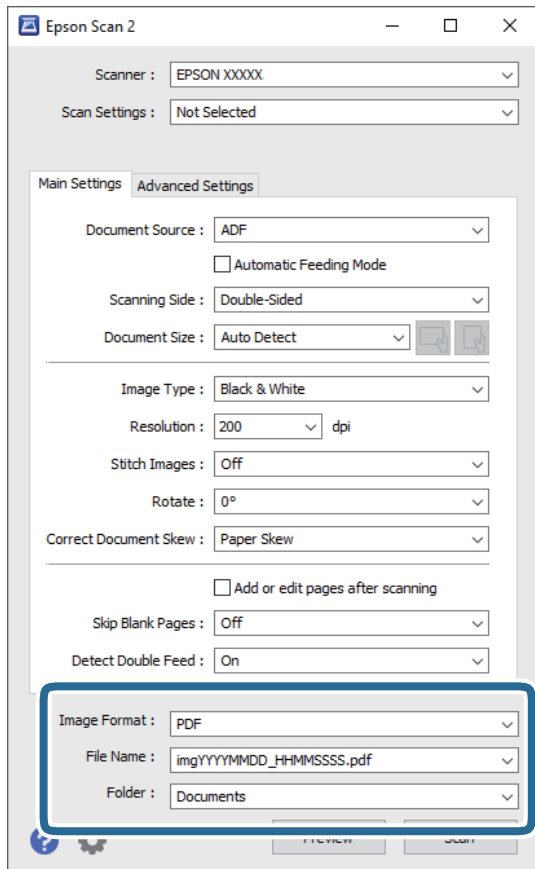 Epson Scan 2
Scanner : EPSON XXXXX
Scan Settings : Not Selected
Main Settings Advanced Settings
Document Source : ADF
Automatic Feeding Mode
Scanning Side : Double-Sided
Document Size : Auto Detect
Image Type : Black & White
Resolution : 200 dpi
Stitch Images : Off
Rotate : 0°
Correct Document Skew : Paper Skew
Add or edit pages after scanning
Skip Blank Pages : Off
Detect Double Feed : On
Image Format : PDF
File Name : imgYYYYMMDD_HHMMSSSS.pdf
Folder : Documents
? Preview Scan